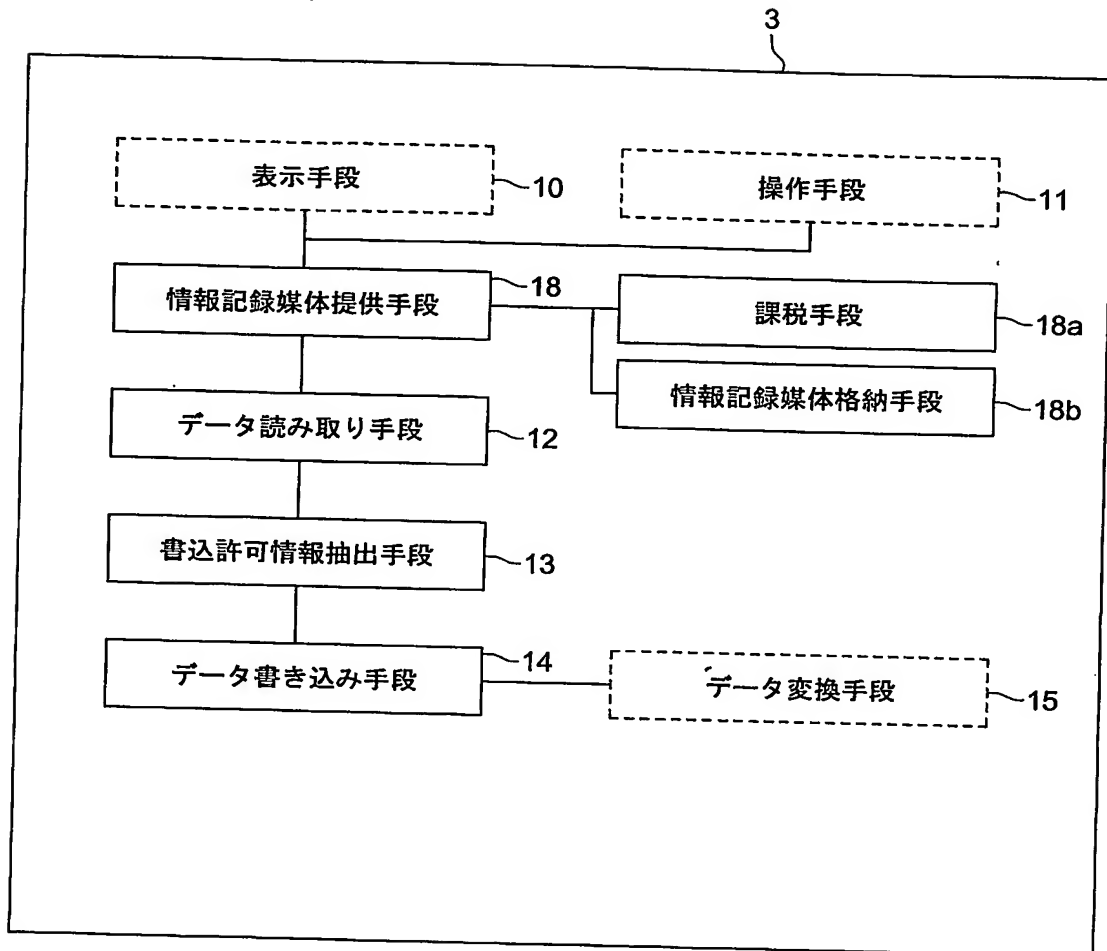 3
表示手段
10
操作手段
11
情報記録媒体提供手段
18
課税手段
18a
情報記録媒体格納手段
18b
データ読み取り手段
12
書込許可情報抽出手段
13
データ書き込み手段
14
データ変換手段
15